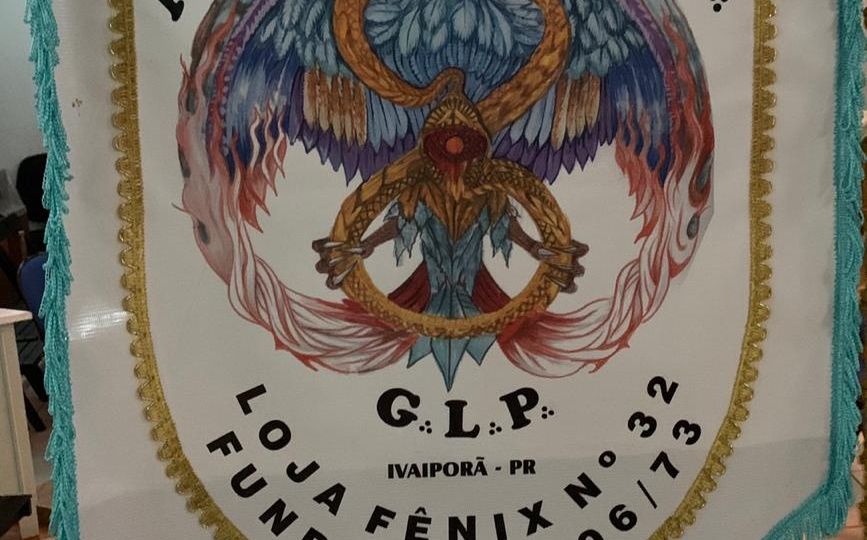 G∴ L∴ P∴
IVAIPORÃ - PR
LOJA FÊNIX Nº 32
06/73